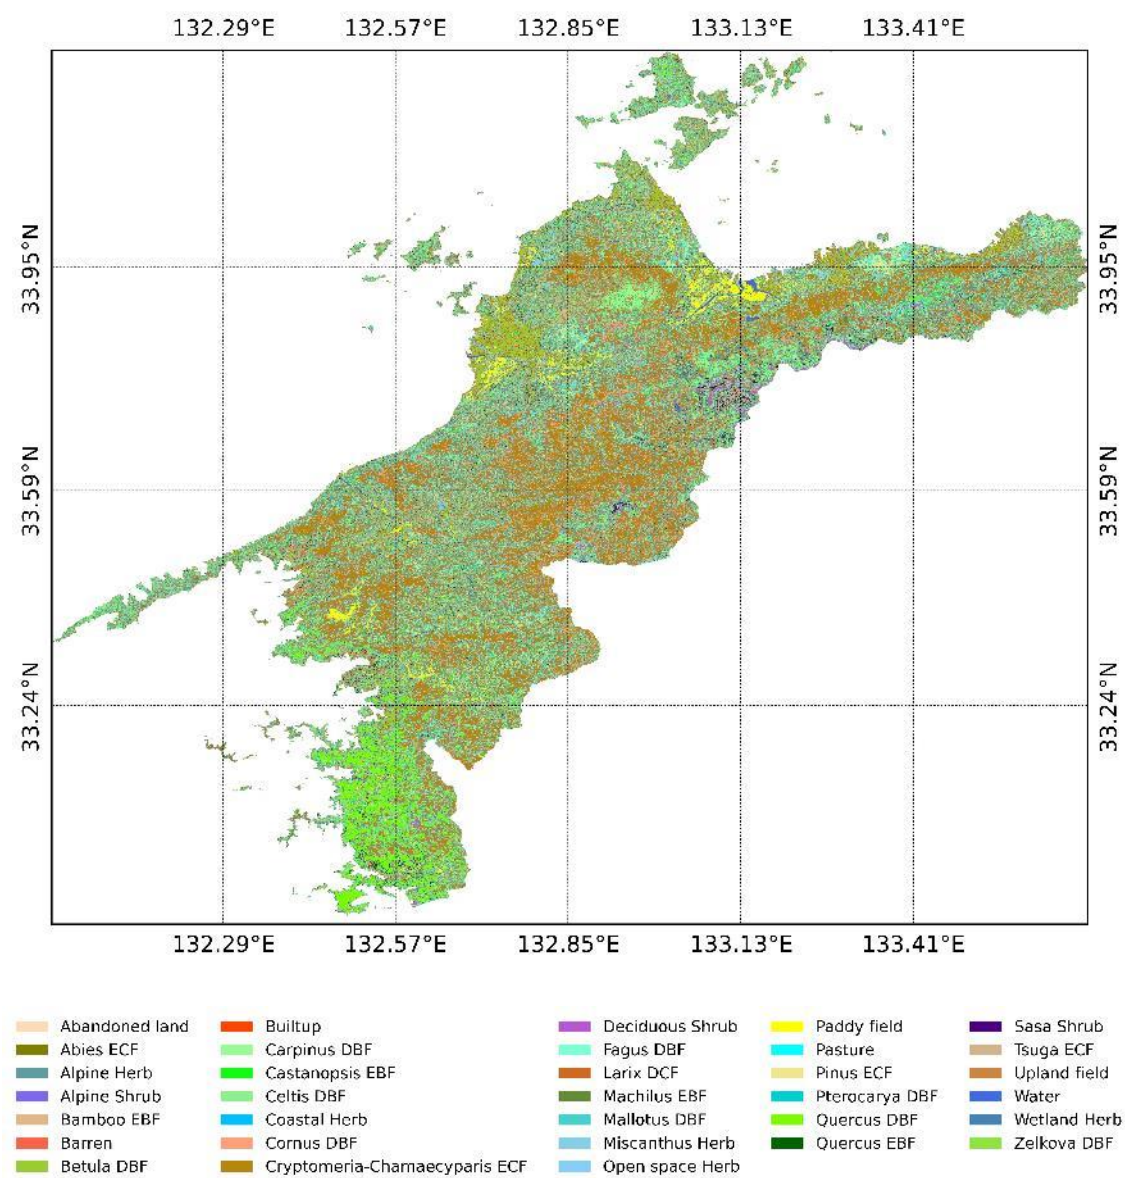 132.29°E 132.57°E 132.85°E 133.13°E 133.41°E
33.95°N 33.95°N
33.59°N 33.59°N
33.24°N 33.24°N
132.29°E 132.57°E 132.85°E 133.13°E 133.41°E
Abandoned land Builtup Deciduous Shrub Paddy field Sasa Shrub
Abies ECF Carpinus DBF Fagus DBF Pasture Tsuga ECF
Alpine Herb Castanopsis EBF Larix DCF Pinus ECF Upland field
Alpine Shrub Celtis DBF Machilus EBF Pterocarya DBF Water
Bamboo EBF Coastal Herb Mallotus DBF Quercus DBF Wetland Herb
Barren Cornus DBF Miscanthus Herb Quercus EBF Zelkova DBF
Betula DBF Cryptomeria-Chamaecyparis ECF Open space Herb